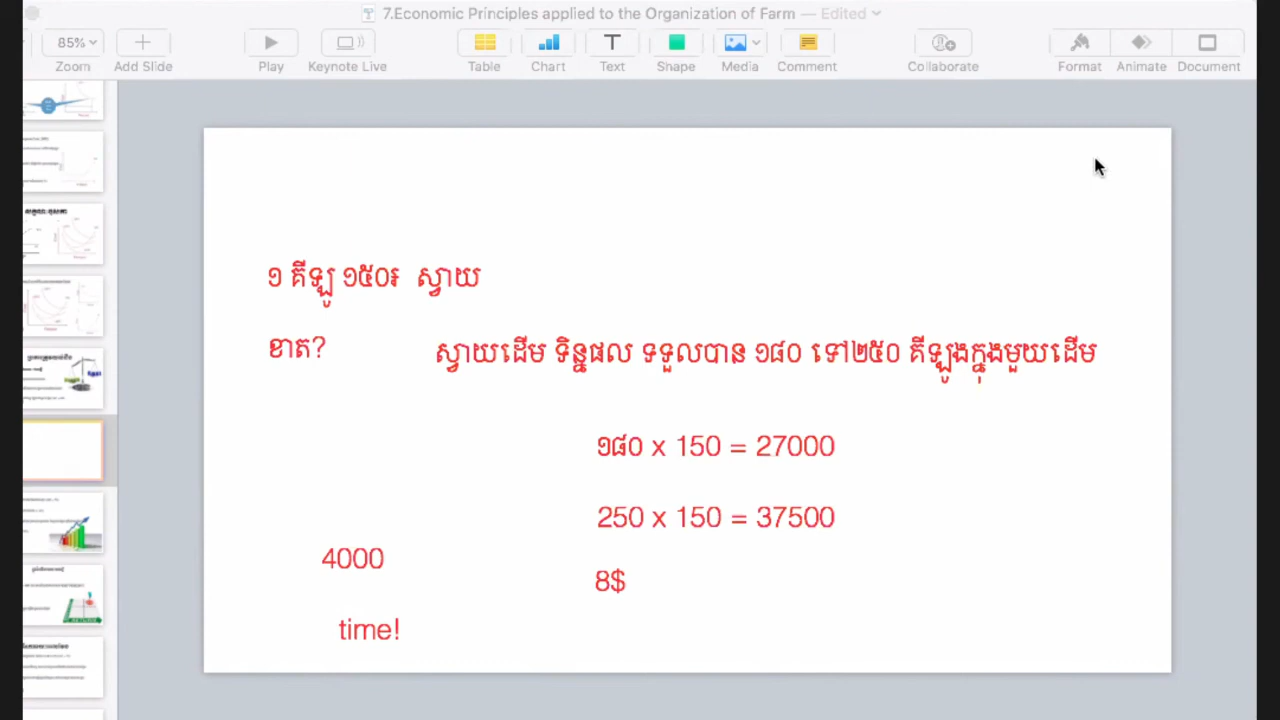 7.Economic Principles applied to the Organization of Farm — Edited
85%
Zoom
Add Slide
Play
Keynote Live
Table
Chart
Text
Shape
Media
Comment
Collaborate
Format
Animate
Document
១ គីឡូ ១៥០៛ ស្វាយ
ខាត?
ស្វាយដើម ទិន្នផល ទទួលបាន ១៨០ ទៅ២៥០ គីឡូងក្នុងមួយដើម
១៨០ x 150 = 27000
250 x 150 = 37500
4000
8$
time!